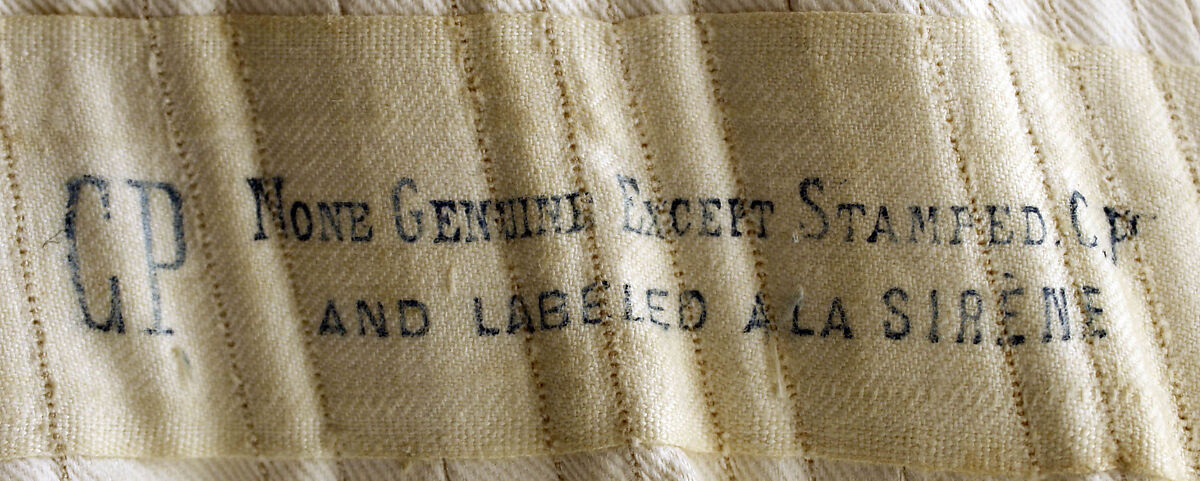 CP
None Genuine Except Stamped. C.P.
AND LABELED A LA SIRÈNE